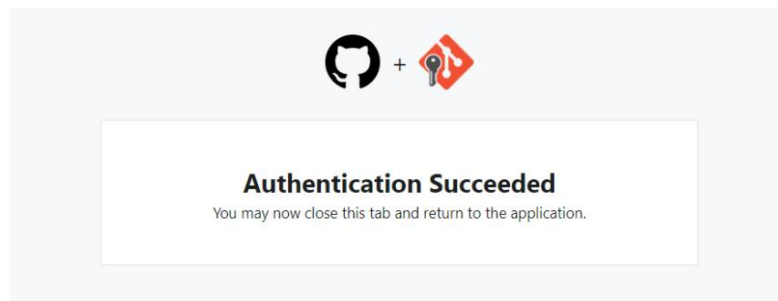 +
Authentication Succeeded
You may now close this tab and return to the application.